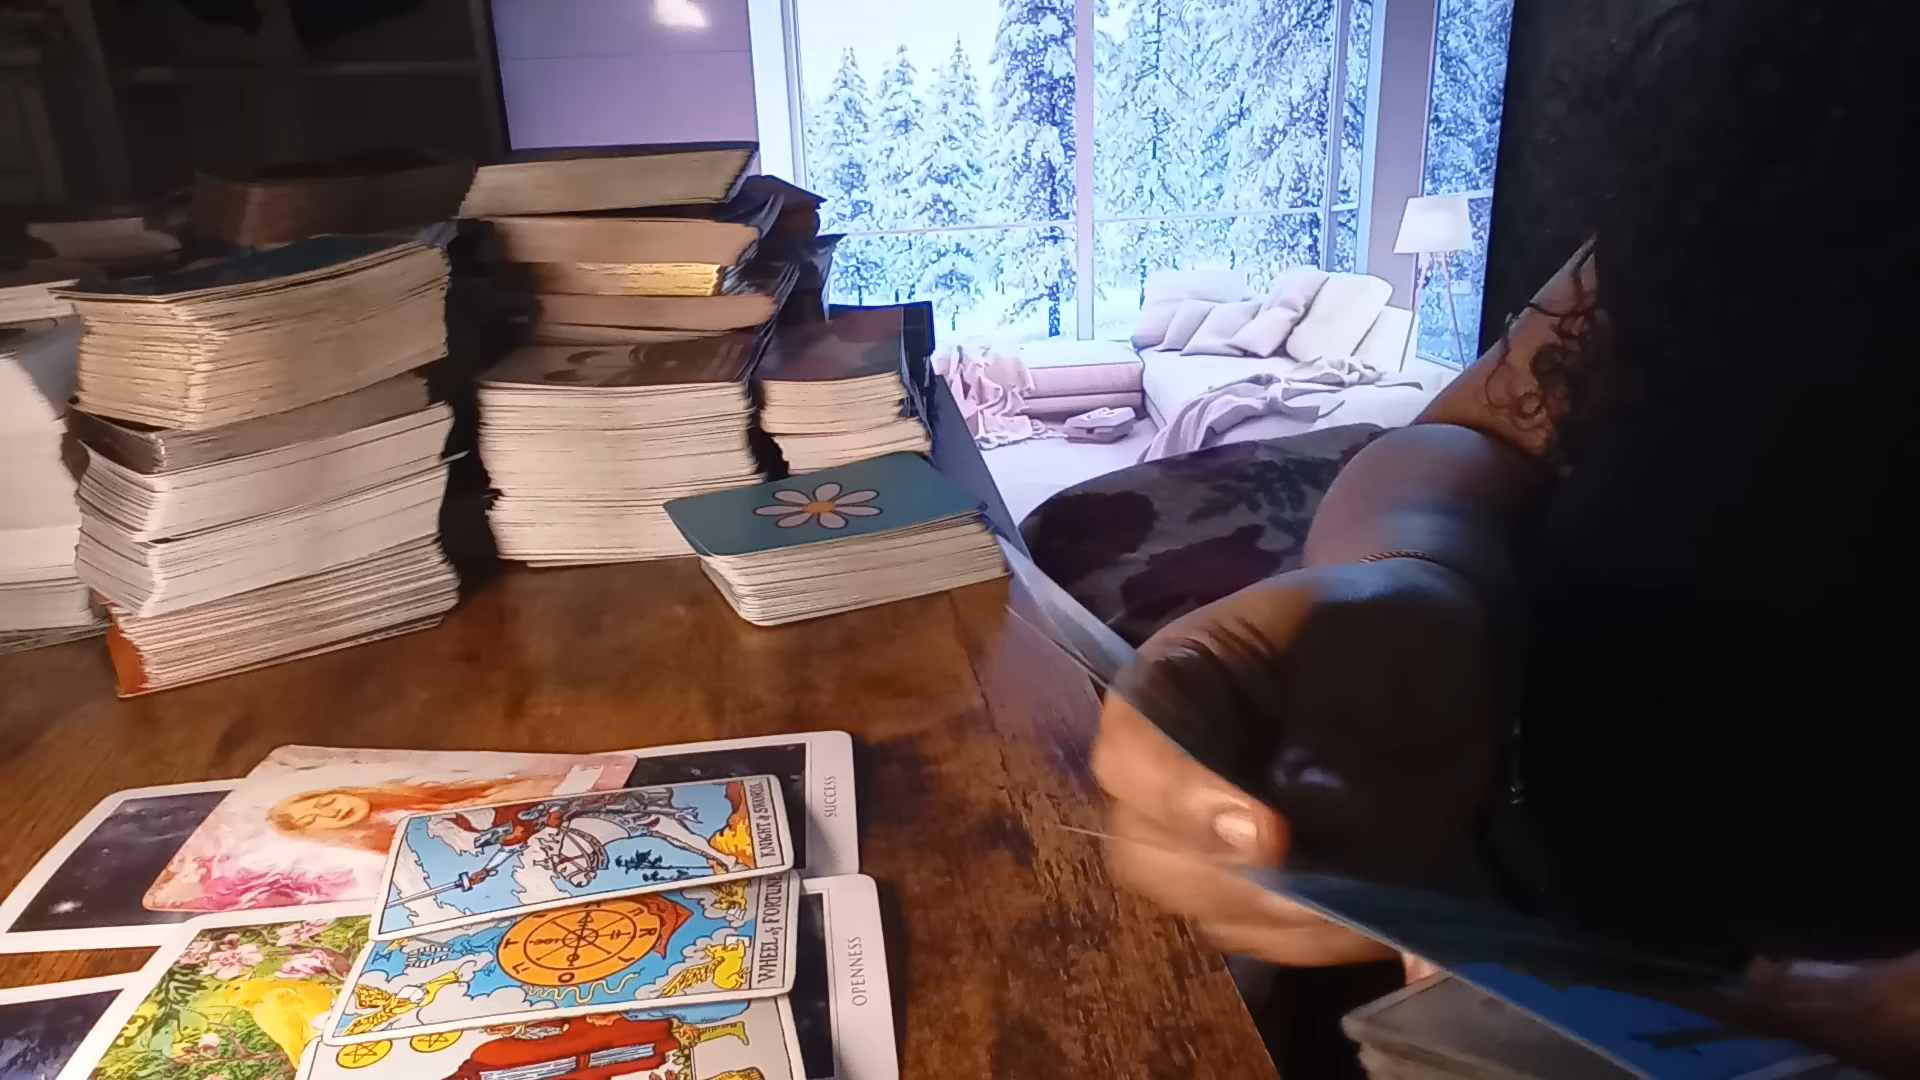 SUCCESS
KNIGHT of SWORDS.
X
WHEEL of FORTUNE
OPENNESS